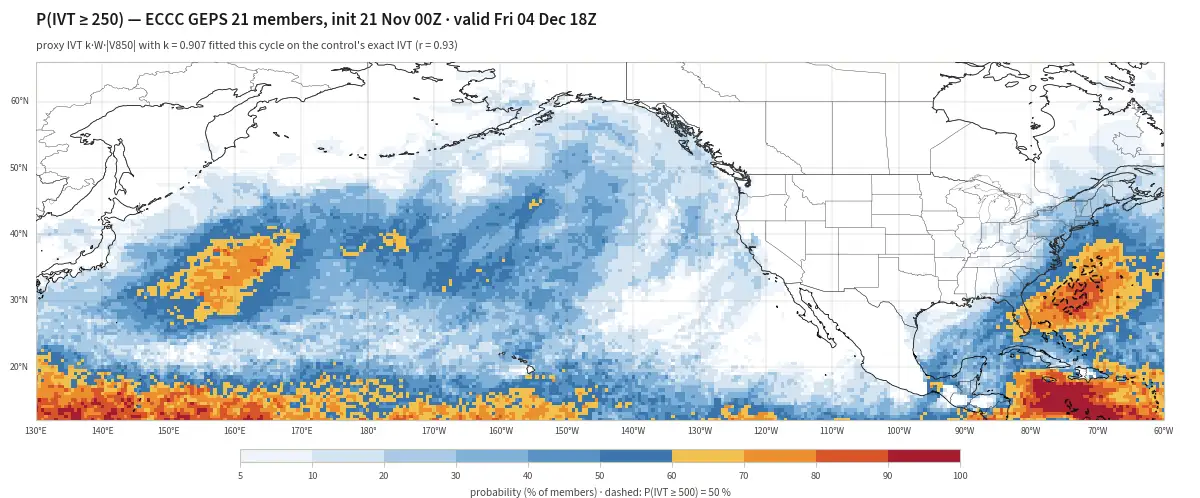 P(IVT ≥ 250) — ECCC GEPS 21 members, init 21 Nov 00Z · valid Fri 04 Dec 18Z
proxy IVT k·W·|V850| with k = 0.907 fitted this cycle on the control's exact IVT (r = 0.93)
60°N
50°N
40°N
30°N
20°N
130°E 140°E 150°E 160°E 170°E 180° 170°W 160°W 150°W 140°W 130°W 120°W 110°W 100°W 90°W 80°W 70°W 60°W
5 10 20 30 40 50 60 70 80 90 100
probability (% of members) · dashed: P(IVT ≥ 500) = 50 %